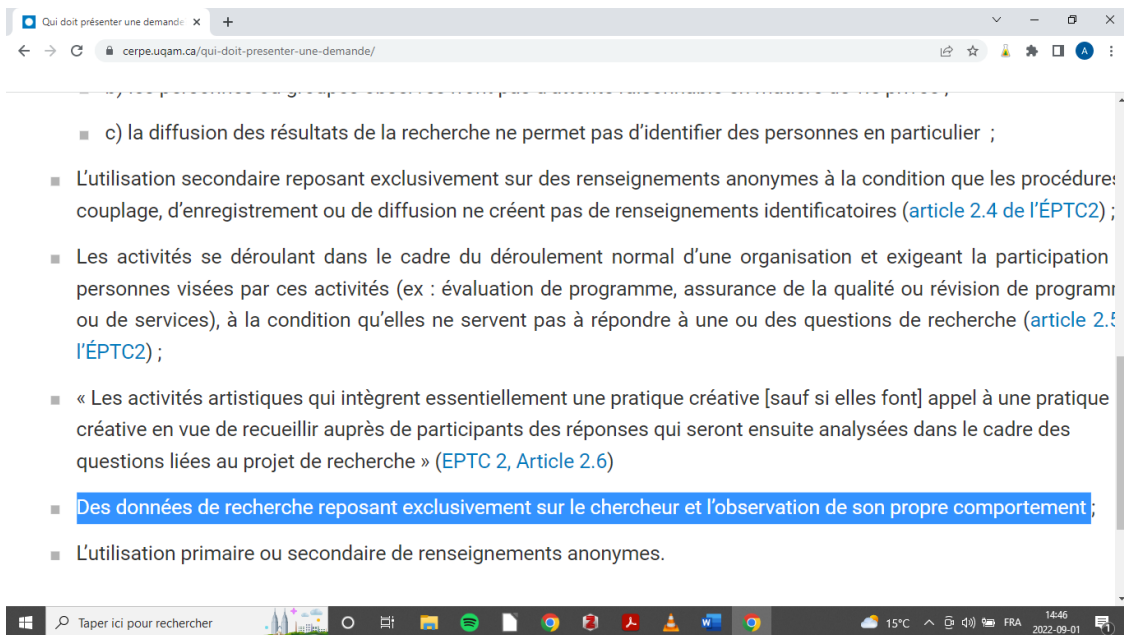 Qui doit présenter une demande
cerpe.uqam.ca/qui-doit-presenter-une-demande/
A
c) la diffusion des résultats de la recherche ne permet pas d'identifier des personnes en particulier ;
L'utilisation secondaire reposant exclusivement sur des renseignements anonymes à la condition que les procédures
couplage, d'enregistrement ou de diffusion ne créent pas de renseignements identificatoires (article 2.4 de l'ÉPTC2) ;
Les activités se déroulant dans le cadre du déroulement normal d'une organisation et exigeant la participation
personnes visées par ces activités (ex : évaluation de programme, assurance de la qualité ou révision de program
ou de services), à la condition qu'elles ne servent pas à répondre à une ou des questions de recherche (article 2.5
l'ÉPTC2) ;
« Les activités artistiques qui intègrent essentiellement une pratique créative [sauf si elles font] appel à une pratique
créative en vue de recueillir auprès de participants des réponses qui seront ensuite analysées dans le cadre des
questions liées au projet de recherche » (EPTC 2, Article 2.6)
Des données de recherche reposant exclusivement sur le chercheur et l'observation de son propre comportement ;
L'utilisation primaire ou secondaire de renseignements anonymes.
Taper ici pour rechercher
15°C
FRA
14:46
2022-09-01